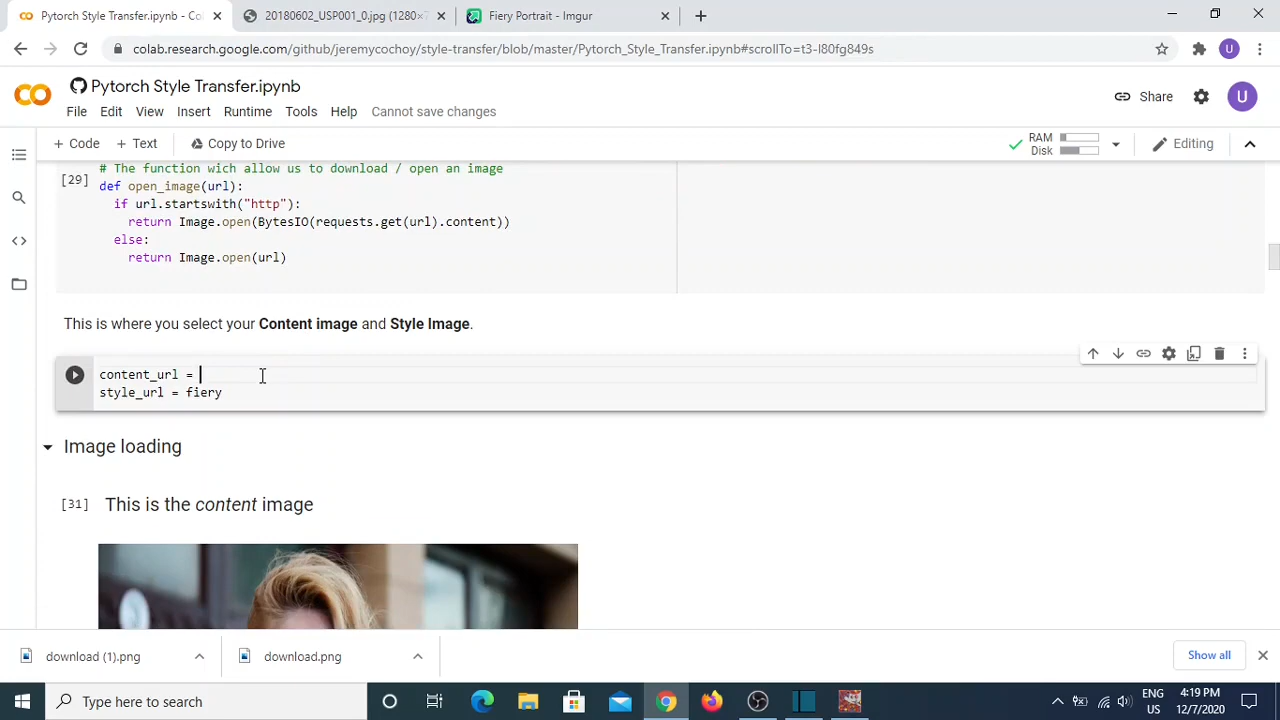 Pytorch Style Transfer.ipynb - Co
20180602_USP001_0.jpg (1280×7
Fiery Portrait - Imgur
colab.research.google.com/github/jeremycochoy/style-transfer/blob/master/Pytorch_Style_Transfer.ipynb#scrollTo=t3-l80fg849s
U
Pytorch Style Transfer.ipynb
Share
U
File Edit View Insert Runtime Tools Help Cannot save changes
+ Code + Text Copy to Drive
RAM
Disk
Editing
# The function wich allow us to download / open an image
[29] def open_image(url):
if url.startswith("http"):
return Image.open(BytesIO(requests.get(url).content))
else:
return Image.open(url)
This is where you select your Content image and Style Image.
content_url =
style_url = fiery
Image loading
[31] This is the content image
download (1).png
download.png
Show all
Type here to search
ENG
US
4:19 PM
12/7/2020